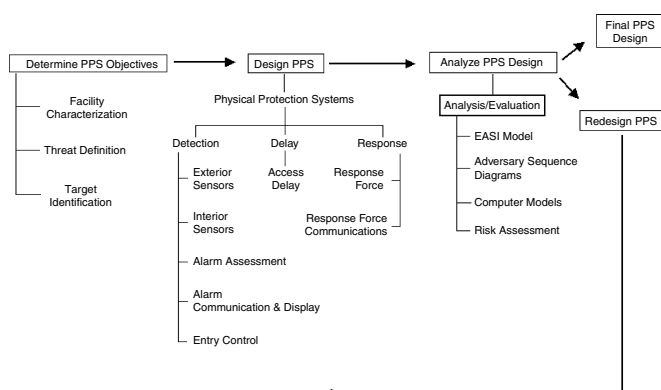 Final PPS
Design
Determine PPS Objectives
Design PPS
Analyze PPS Design
Facility
Characterization
Threat Definition
Target
Identification
Physical Protection Systems
Detection
Delay
Response
Exterior
Sensors
Access
Delay
Response
Force
Interior
Sensors
Response Force
Communications
Alarm Assessment
Alarm
Communication & Display
Entry Control
Analysis/Evaluation
EASI Model
Adversary Sequence
Diagrams
Computer Models
Risk Assessment
Redesign PPS